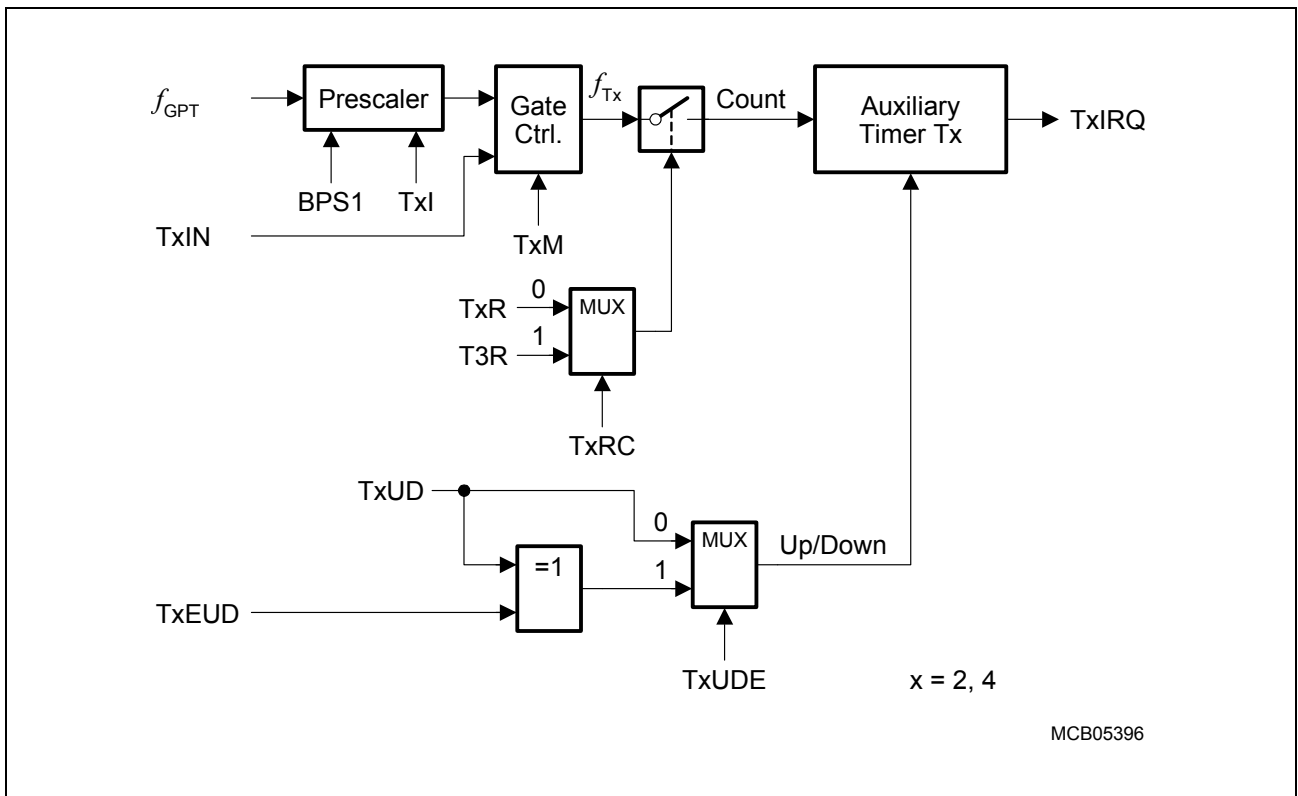 f_GPT
Prescaler
Gate
Ctrl.
f_Tx
Count
Auxiliary
Timer Tx
TxIRQ
BPS1
TxI
TxIN
TxM
TxR
0
MUX
T3R
1
TxRC
TxUD
0
MUX
Up/Down
=1
1
TxEUD
TxUDE
x = 2, 4
MCB05396